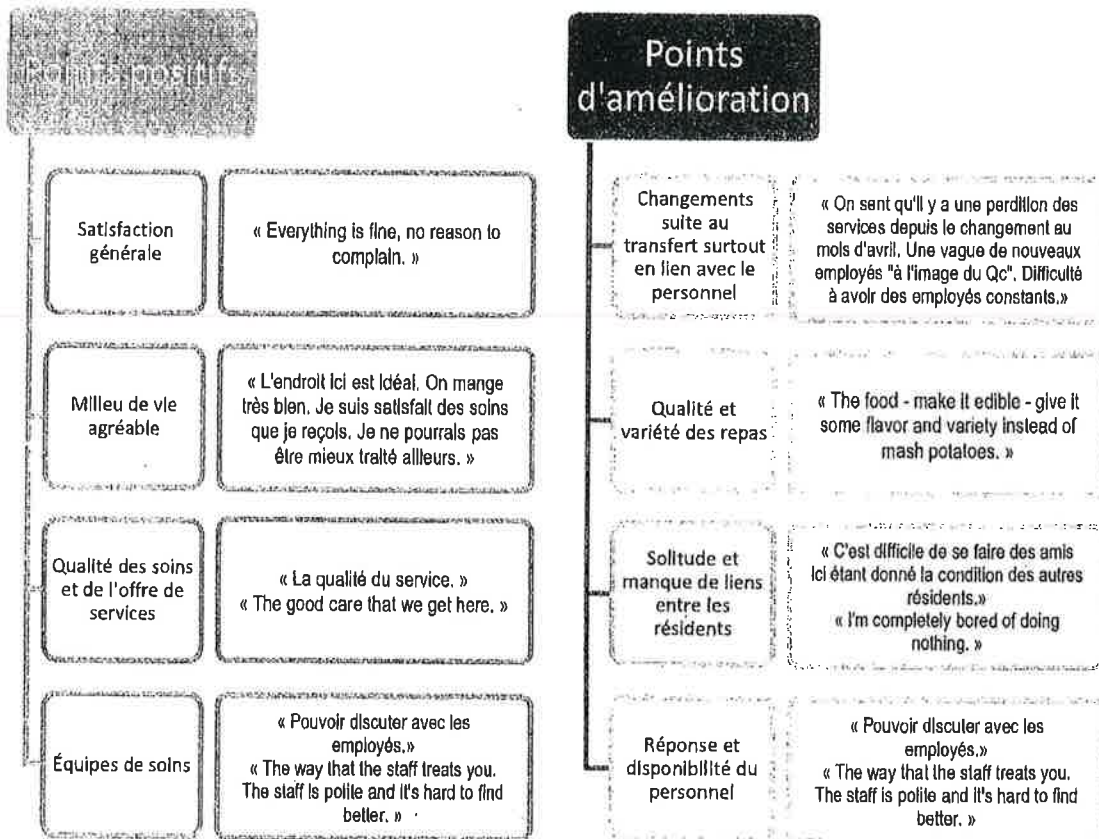 Points positifs
Satisfaction
générale
« Everything is fine, no reason to
complain. »
Milieu de vie
agréable
« L'endroit ici est idéal. On mange
très bien. Je suis satisfait des soins
que je reçois. Je ne pourrais pas
être mieux traité ailleurs. »
Qualité des soins
et de l'offre de
services
« La qualité du service. »
« The good care that we get here. »
Équipes de soins
« Pouvoir discuter avec les
employés.»
« The way that the staff treats you.
The staff is polite and it's hard to find
better. »
Points
d'amélioration
Changements
suite au
transfert surtout
en lien avec le
personnel
« On sent qu'il y a une perdition des
services depuis le changement au
mois d'avril. Une vague de nouveaux
employés "à l'image du Qc". Difficulté
à avoir des employés constants.»
Qualité et
variété des repas
« The food - make it edible - give it
some flavor and variety instead of
mash potatoes. »
Solitude et
manque de liens
entre les
résidents
« C'est difficile de se faire des amis
ici étant donné la condition des autres
résidents.»
« I'm completely bored of doing
nothing. »
Réponse et
disponibilité du
personnel
« Pouvoir discuter avec les
employés.»
« The way that the staff treats you.
The staff is polite and it's hard to find
better. »